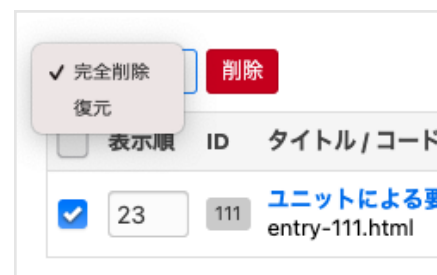 ✓ 完全削除
復元
削除
表示順 ID タイトル / コード
23 111 ユニットによる
entry-111.html